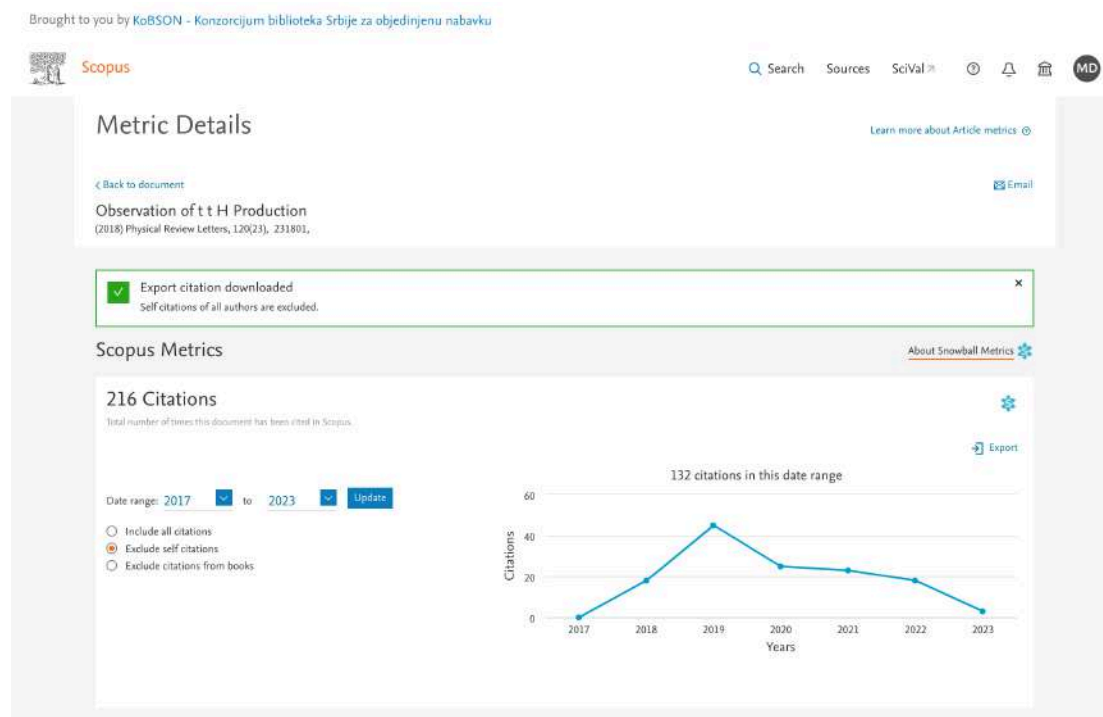 Brought to you by KoBSON - Konzorcijum biblioteka Srbije za objedinjenu nabavku
Scopus
Search Sources SciVal
MD
Metric Details
Learn more about Article metrics
Back to document
Email
Observation of t t H Production
(2018) Physical Review Letters, 120(23), 231801,
Export citation downloaded
Self citations of all authors are excluded.
Scopus Metrics
About Snowball Metrics
216 Citations
Total number of times this document has been cited in Scopus.
Export
132 citations in this date range
Date range: 2017 to 2023 Update
Include all citations
Exclude self citations
Exclude citations from books
Citations
60
40
20
0
2017 2018 2019 2020 2021 2022 2023
Years